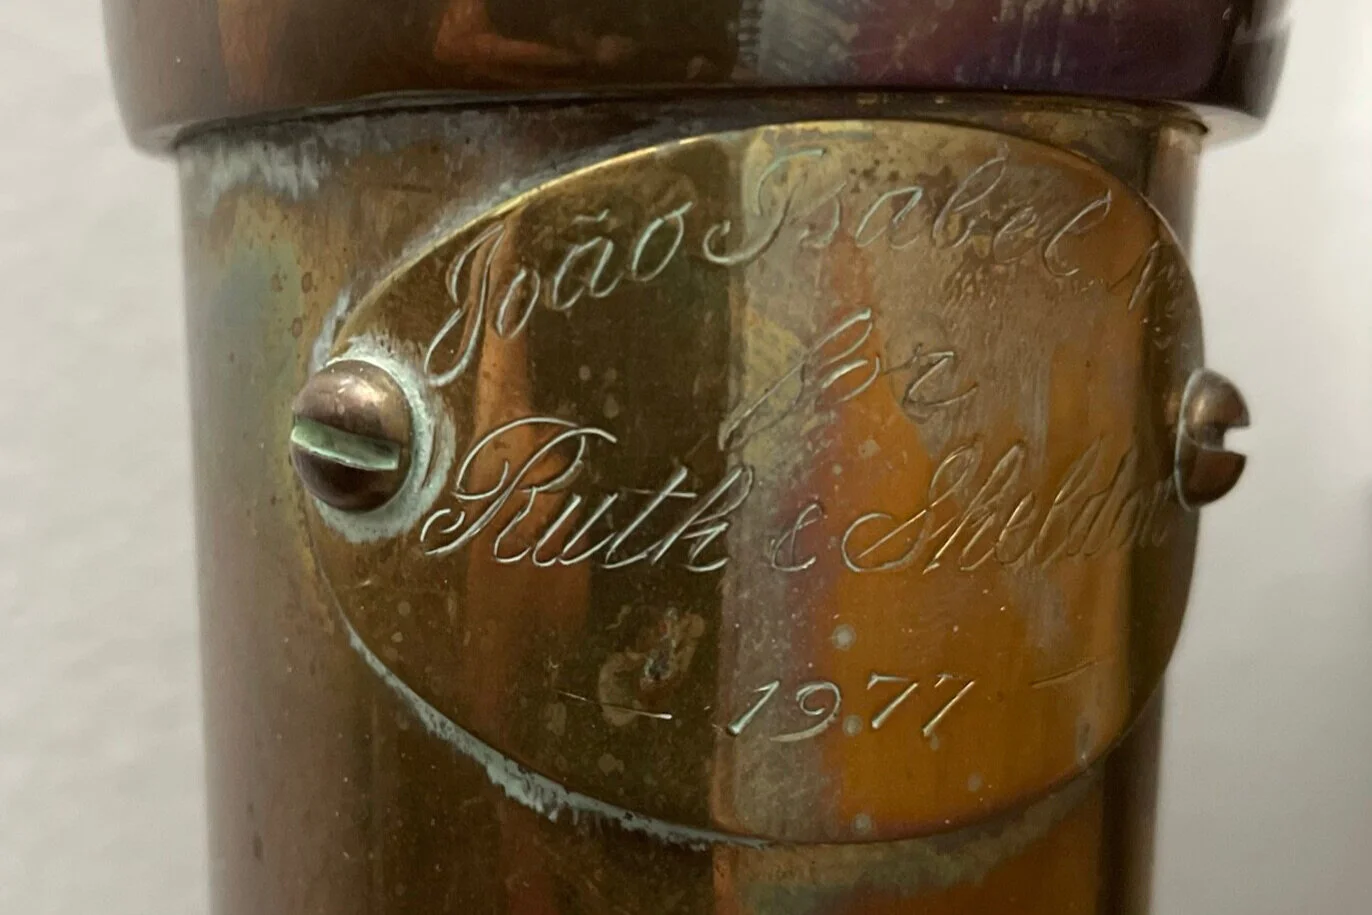 João Isabel
for
Ruth & Sheldon
— 1977 —